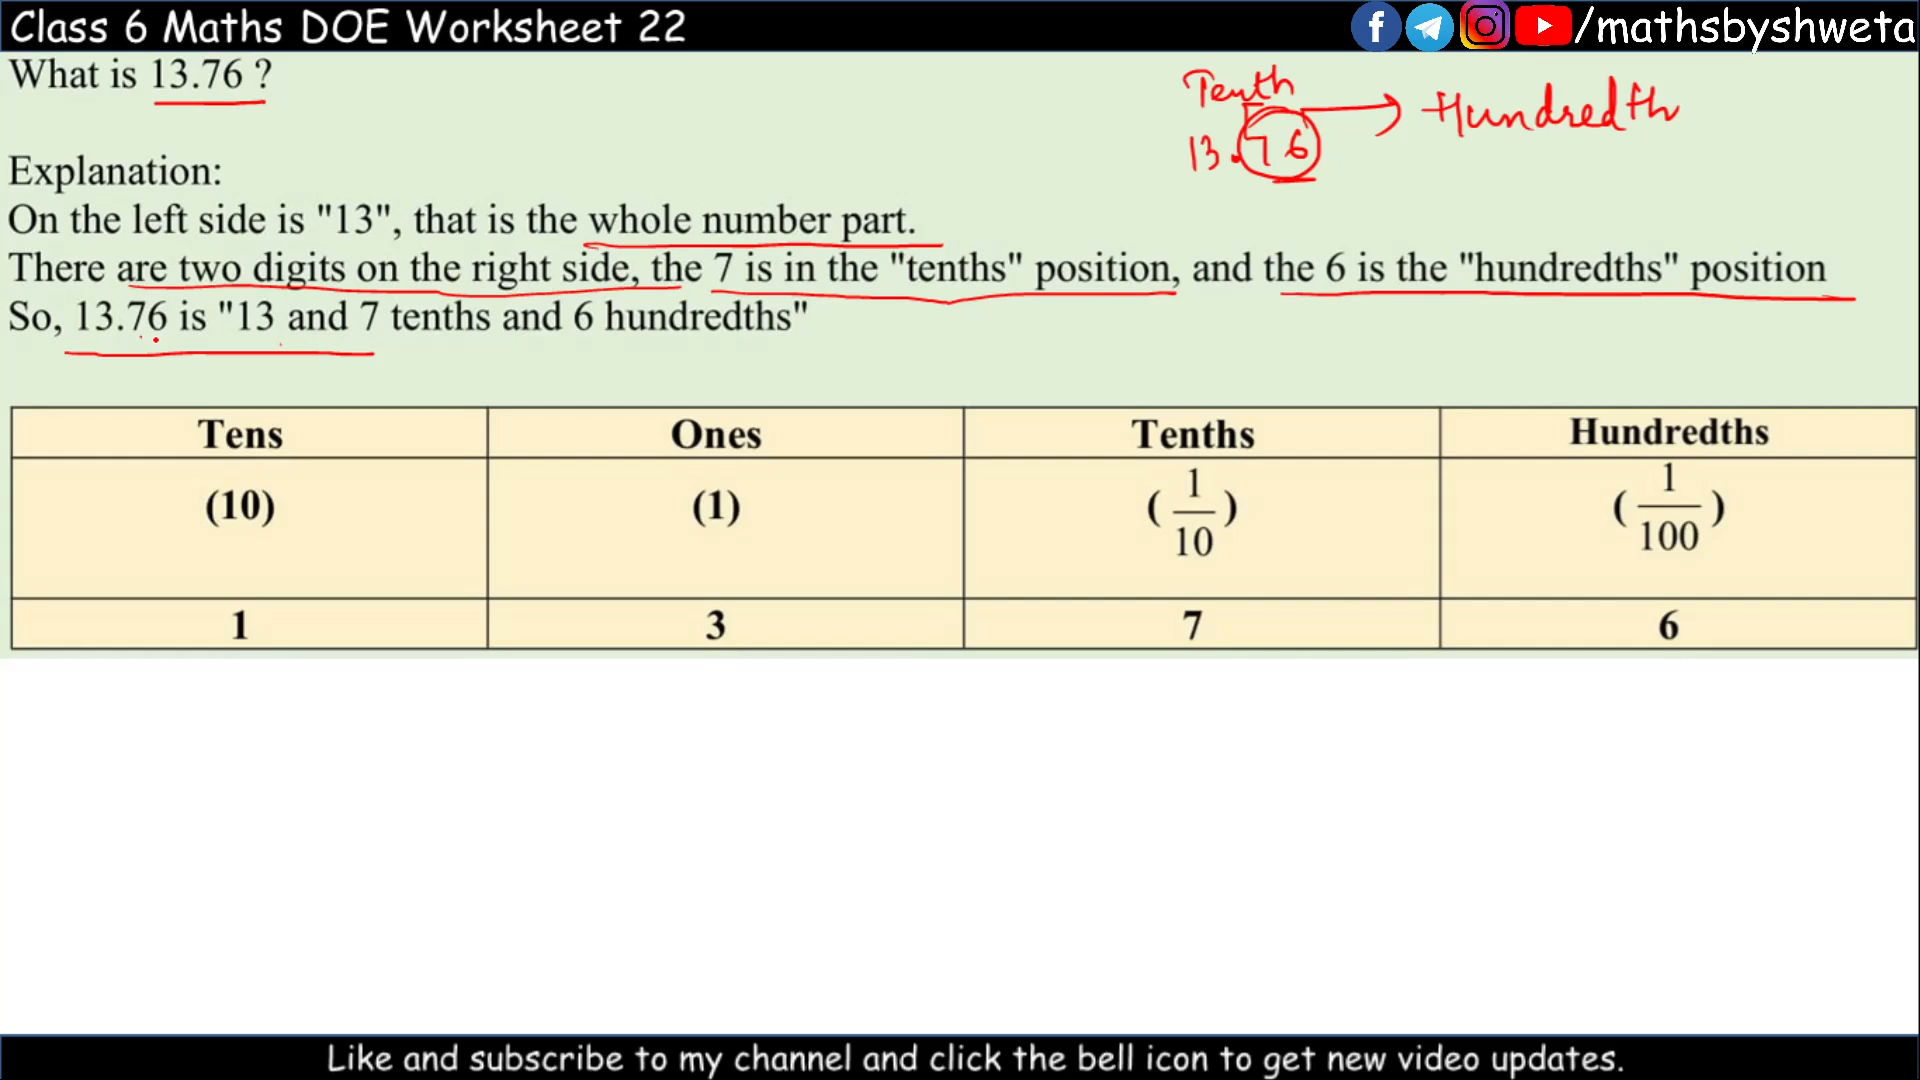 Class 6 Maths DOE Worksheet 22
f /mathsbyshweta
What is 13.76 ?
Tenth
13.76 Hundredth
Explanation:
On the left side is "13", that is the whole number part.
There are two digits on the right side, the 7 is in the "tenths" position, and the 6 is the "hundredths" position
So, 13.76 is "13 and 7 tenths and 6 hundredths"
Tens Ones Tenths Hundredths
(10) (1) (1/10) (1/100)
1 3 7 6
Like and subscribe to my channel and click the bell icon to get new video updates.